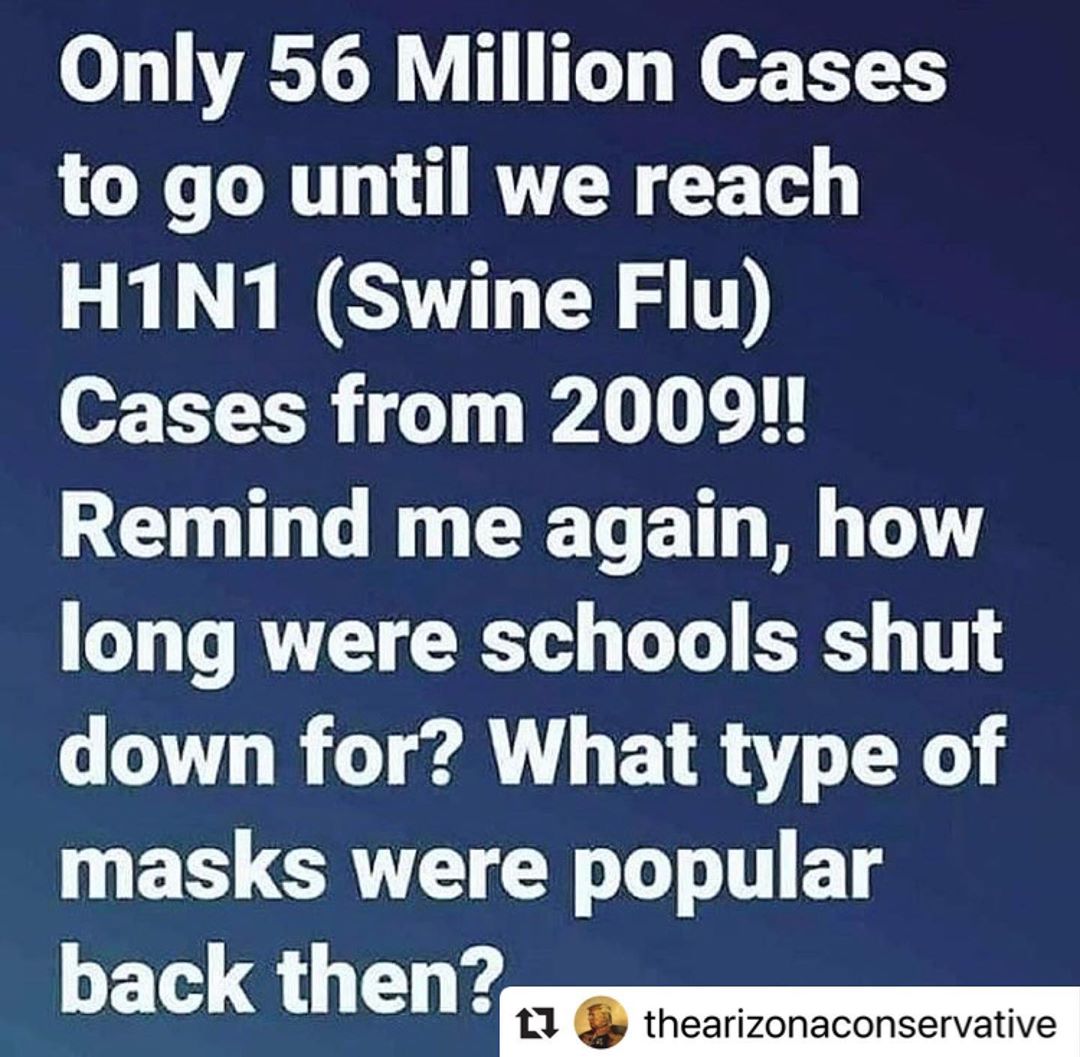 Only 56 Million Cases
to go until we reach
H1N1 (Swine Flu)
Cases from 2009!!
Remind me again, how
long were schools shut
down for? What type of
masks were popular
back then?
thearizonaconservative